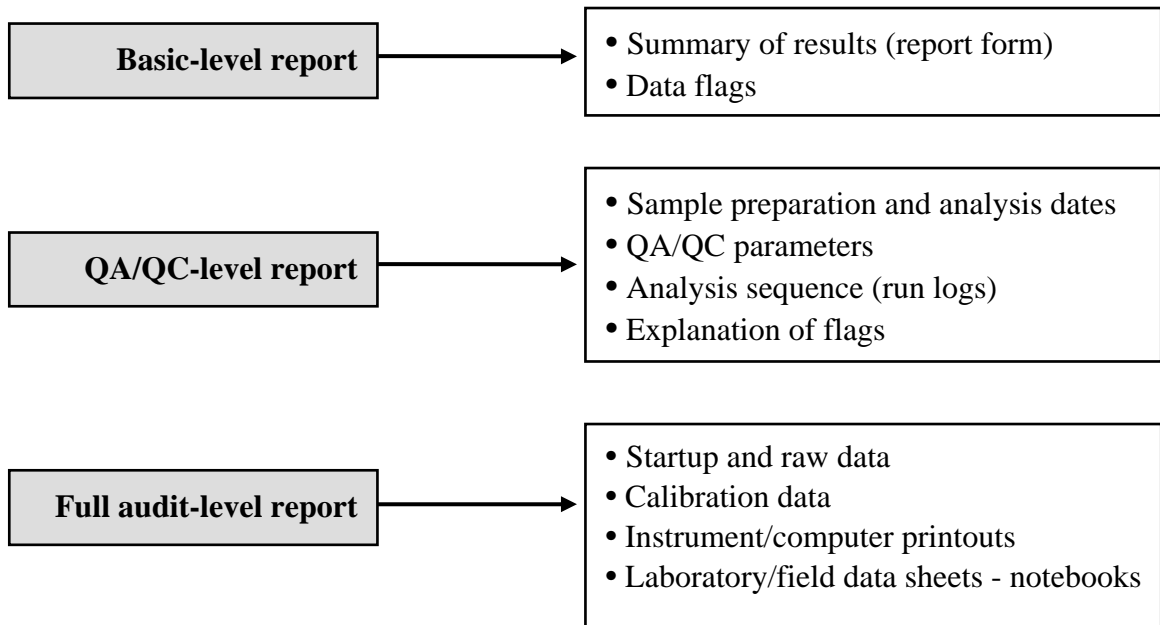 Basic-level report
• Summary of results (report form)
• Data flags
QA/QC-level report
• Sample preparation and analysis dates
• QA/QC parameters
• Analysis sequence (run logs)
• Explanation of flags
Full audit-level report
• Startup and raw data
• Calibration data
• Instrument/computer printouts
• Laboratory/field data sheets - notebooks